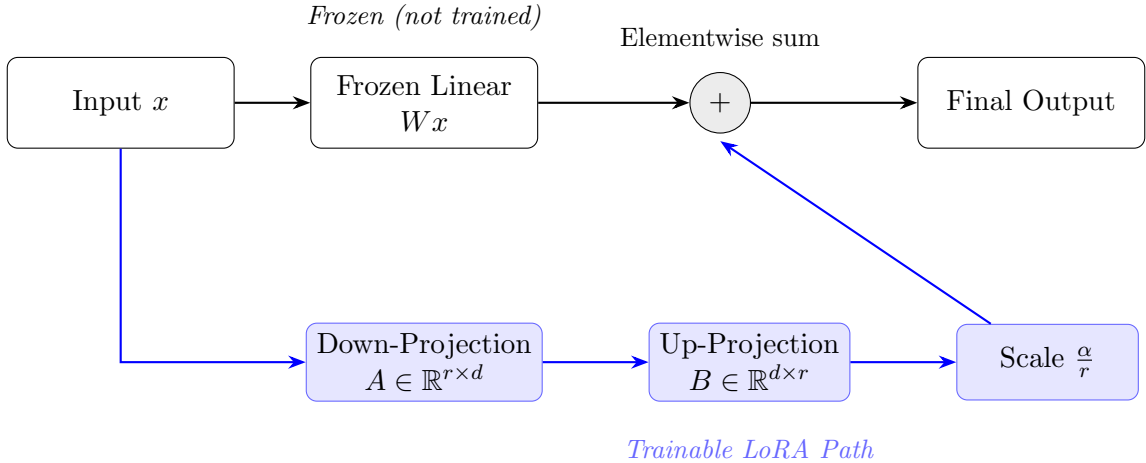 Frozen (not trained)
Elementwise sum
Input x
Frozen Linear
Wx
+
Final Output
Down-Projection
A ∈ ℝ^{r×d}
Up-Projection
B ∈ ℝ^{d×r}
Scale α/r
Trainable LoRA Path